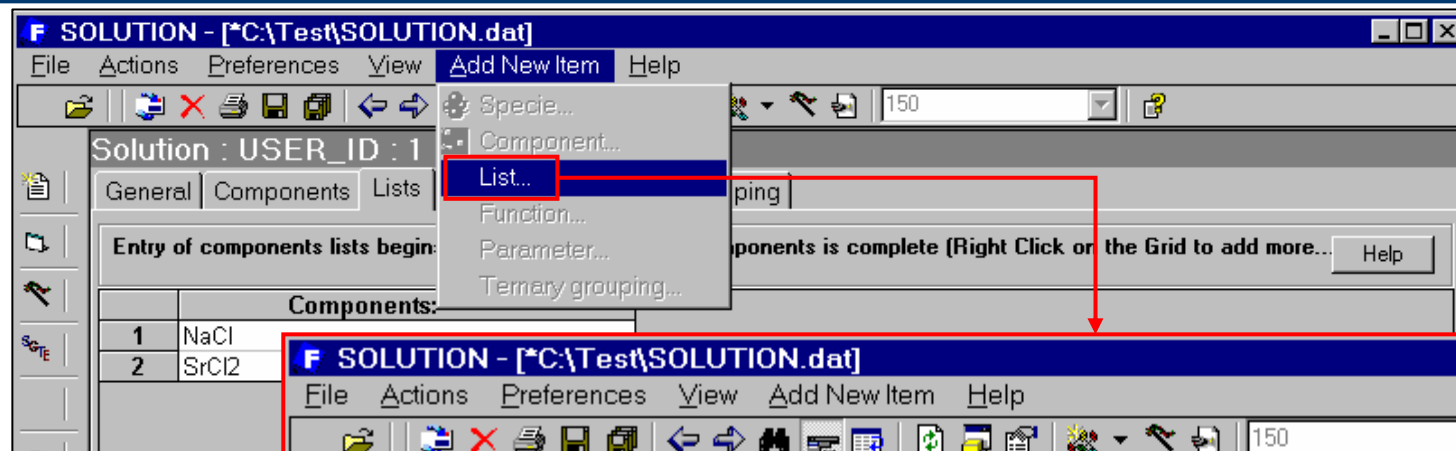 F SOLUTION - [*C:\Test\SOLUTION.dat]
File Actions Preferences View Add New Item Help
Specie...
150
Component...
Solution : USER_ID : 1
List...
General Components Lists ping
Function...
Entry of components lists begin mponents is complete (Right Click on the Grid to add more... Help
Parameter...
Ternary grouping...
Components:
1 NaCl
2 SrCl2
SGTE
F SOLUTION - [*C:\Test\SOLUTION.dat]
File Actions Preferences View Add New Item Help
150